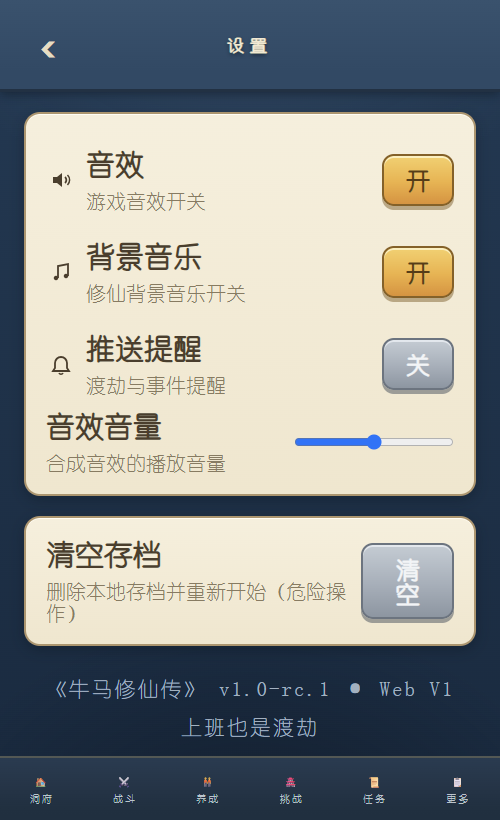 设置
音效
游戏音效开关
开
背景音乐
修仙背景音乐开关
开
推送提醒
渡劫与事件提醒
关
音效音量
合成音效的播放音量
清空存档
删除本地存档并重新开始（危险操
作）
清
空
《牛马修仙传》 v1.0-rc.1 ● Web V1
上班也是渡劫
洞府 战斗 养成 挑战 任务 更多